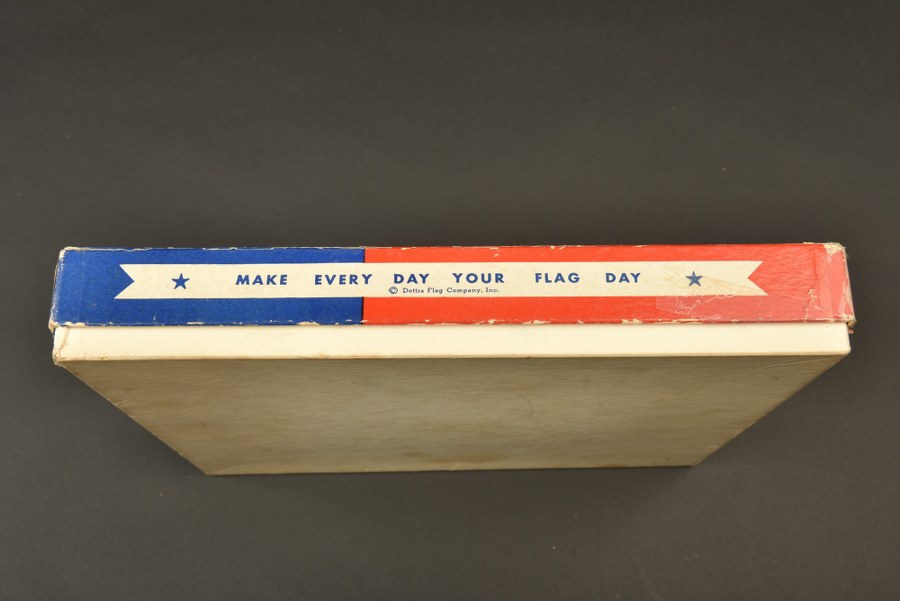 ★ MAKE EVERY DAY YOUR FLAG DAY ★
© Dettra Flag Company, Inc.